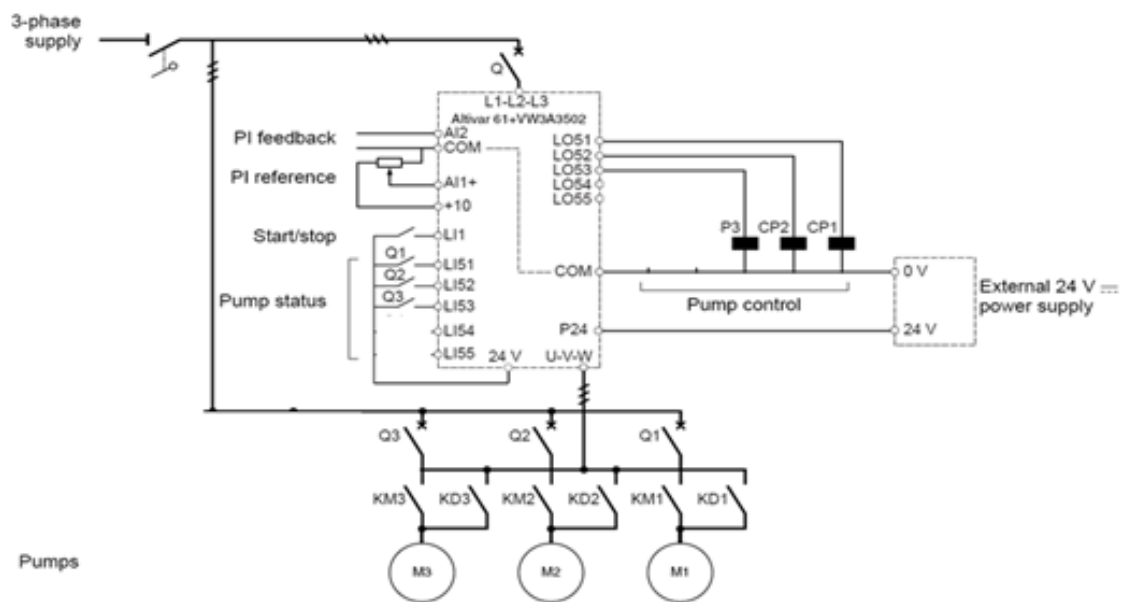 3-phase
supply
Q
L1-L2-L3
Altivar 61+VW3A3502
PI feedback
AI2
COM
PI reference
AI1+
+10
Start/stop
LI1
Q1
LI51
Q2
LI52
Q3
LI53
Pump status
LI54
LI55
24 V
U-V-W
LO51
LO52
LO53
LO54
LO55
P3
CP2
CP1
COM
0 V
Pump control
External 24 V
power supply
P24
24 V
Q3
Q2
Q1
KM3
KD3
KM2
KD2
KM1
KD1
Pumps
M3
M2
M1